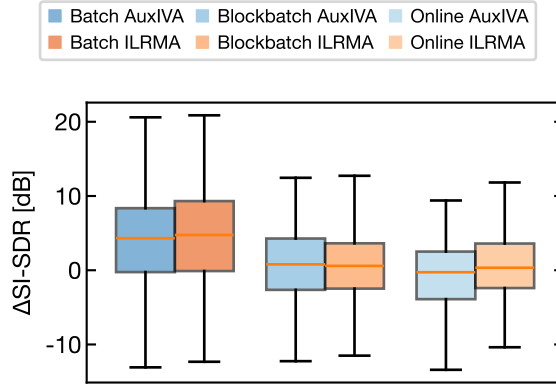 Batch AuxIVA Blockbatch AuxIVA Online AuxIVA
Batch ILRMA Blockbatch ILRMA Online ILRMA
20
10
0
-10
ΔSI-SDR [dB]